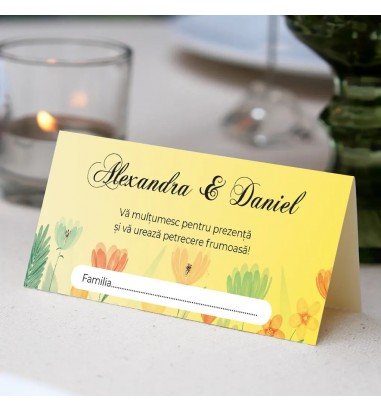 Alexandra & Daniel
Vă mulțumesc pentru prezență
și vă urează petrecere frumoasă!
Familia..................................................